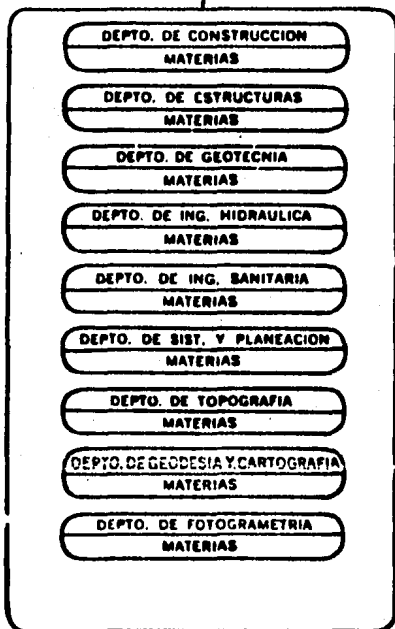 DEPTO. DE CONSTRUCCION
MATERIAS
DEPTO. DE ESTRUCTURAS
MATERIAS
DEPTO. DE GEOTECNIA
MATERIAS
DEPTO. DE ING. HIDRAULICA
MATERIAS
DEPTO. DE ING. SANITARIA
MATERIAS
DEPTO. DE SIST. Y PLANEACION
MATERIAS
DEPTO. DE TOPOGRAFIA
MATERIAS
DEPTO. DE GEODESIA Y CARTOGRAFIA
MATERIAS
DEPTO. DE FOTOGRAMETRIA
MATERIAS